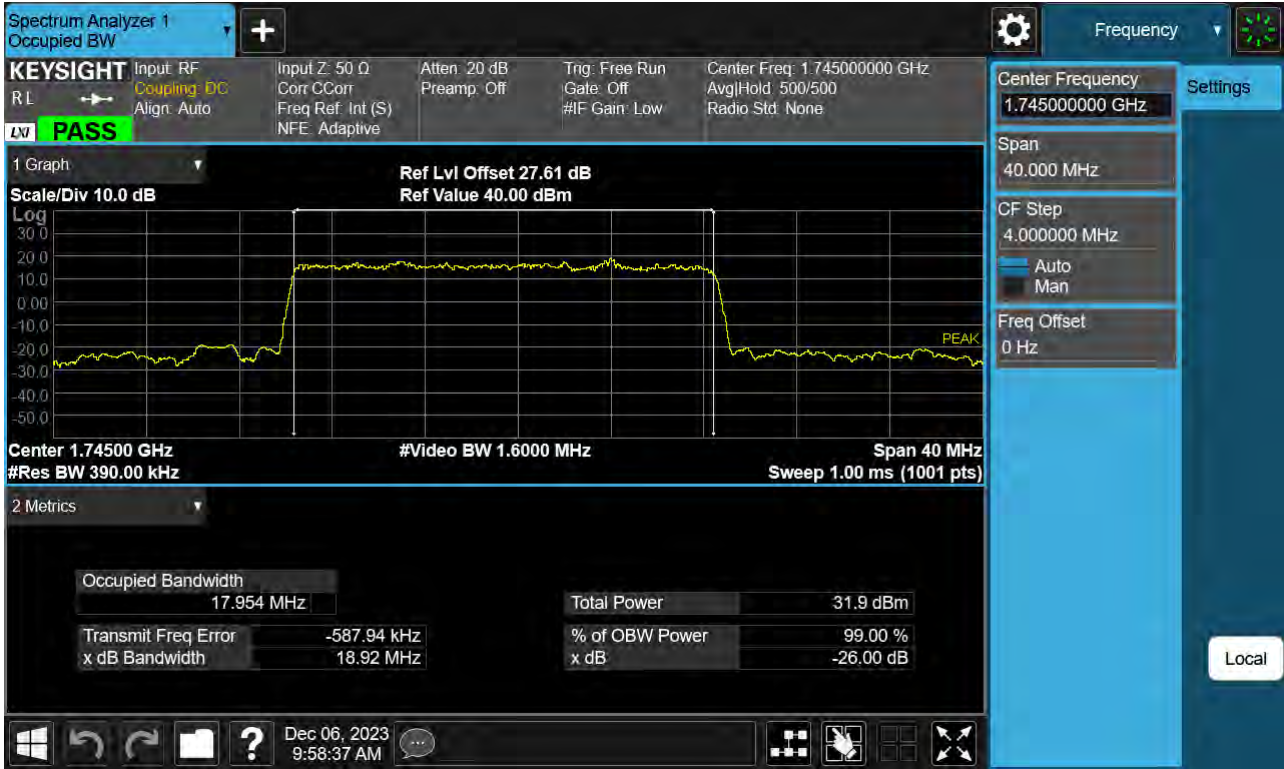 Spectrum Analyzer 1
Occupied BW
+
Frequency
KEYSIGHT
R L
LXI
PASS
Input: RF
Coupling: DC
Align: Auto
Input Z: 50 Ω
Corr CCorr
Freq Ref: Int (S)
NFE: Adaptive
Atten: 20 dB
Preamp: Off
Trig: Free Run
Gate: Off
#IF Gain: Low
Center Freq: 1.745000000 GHz
Avg|Hold: 500/500
Radio Std: None
1 Graph
Scale/Div 10.0 dB
Ref Lvl Offset 27.61 dB
Ref Value 40.00 dBm
Log
30.0
20.0
10.0
0.00
-10.0
-20.0
-30.0
-40.0
-50.0
PEAK
Center 1.74500 GHz
#Video BW 1.6000 MHz
Span 40 MHz
#Res BW 390.00 kHz
Sweep 1.00 ms (1001 pts)
2 Metrics
Occupied Bandwidth
17.954 MHz
Total Power 31.9 dBm
Transmit Freq Error -587.94 kHz
% of OBW Power 99.00 %
x dB Bandwidth 18.92 MHz
x dB -26.00 dB
Center Frequency
1.745000000 GHz
Settings
Span
40.000 MHz
CF Step
4.000000 MHz
Auto
Man
Freq Offset
0 Hz
Local
?
Dec 06, 2023
9:58:37 AM